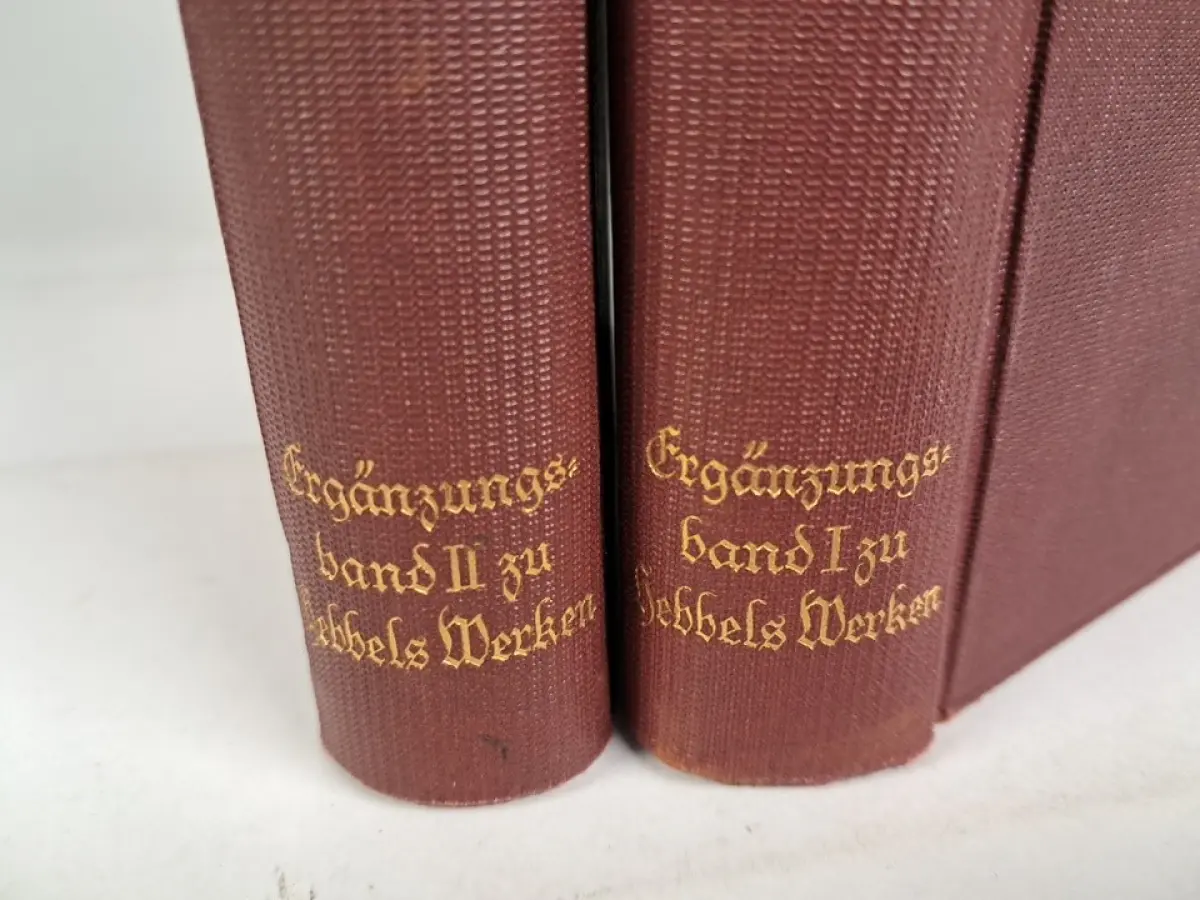 Ergänzungs-
band II zu
Hebbels Werken
Ergänzungs-
band I zu
Hebbels Werken